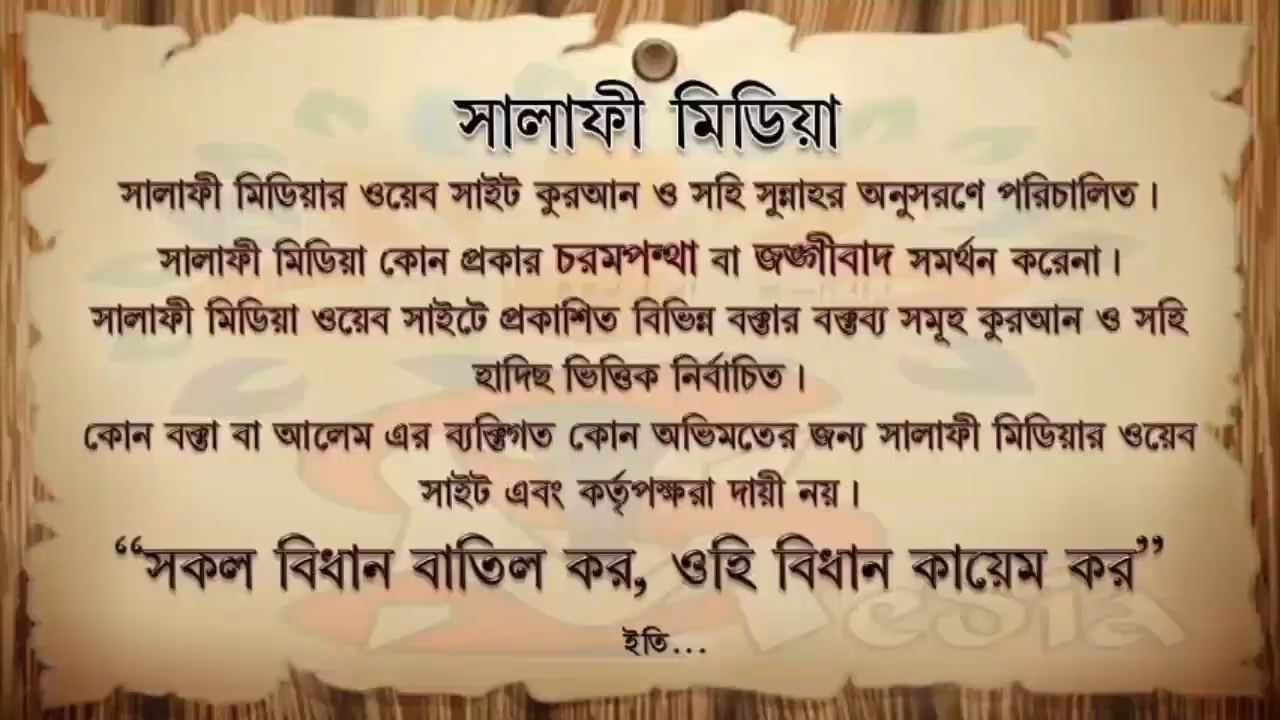 সালাফী মিডিয়া
সালাফী মিডিয়ার ওয়েব সাইট কুরআন ও সহি সুন্নাহর অনুসরণে পরিচালিত।
সালাফী মিডিয়া কোন প্রকার চরমপন্থা বা জঙ্গীবাদ সমর্থন করেনা।
সালাফী মিডিয়া ওয়েব সাইটে প্রকাশিত বিভিন্ন বক্তার বক্তব্য সমূহ কুরআন ও সহি
হাদিছ ভিত্তিক নির্বাচিত।
কোন বক্তা বা আলেম এর ব্যক্তিগত কোন অভিমতের জন্য সালাফী মিডিয়ার ওয়েব
সাইট এবং কর্তৃপক্ষরা দায়ী নয়।
“সকল বিধান বাতিল কর, ওহি বিধান কায়েম কর”
ইতি...